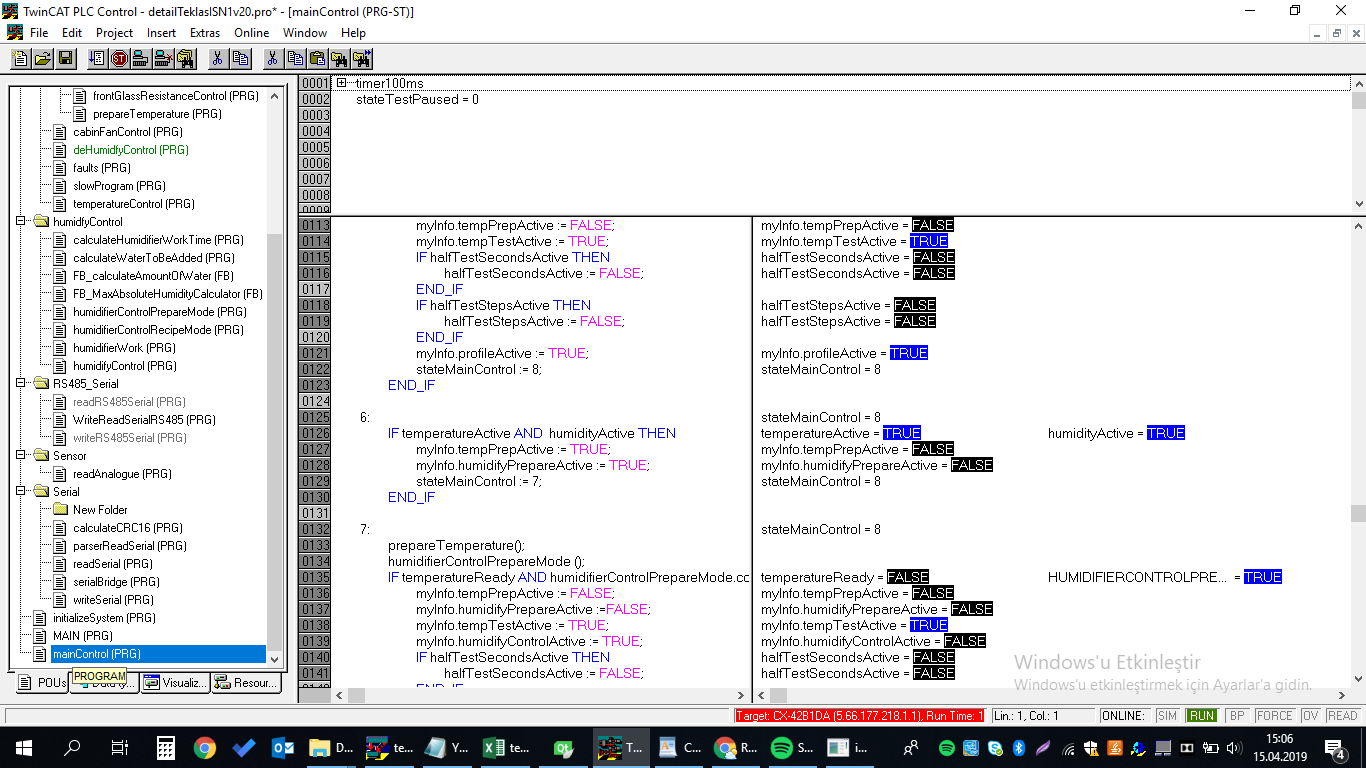 TwinCAT PLC Control - detailTeklasISN1v20.pro* - [mainControl (PRG-ST)]
File Edit Project Insert Extras Online Window Help
frontGlassResistanceControl (PRG)
prepareTemperature (PRG)
cabinFanControl (PRG)
deHumidfyControl (PRG)
faults (PRG)
slowProgram (PRG)
temperatureControl (PRG)
humidfyControl
calculateHumidifierWorkTime (PRG)
calculateWaterToBeAdded (PRG)
FB_calculateAmountOfWater (FB)
FB_MaxAbsoluteHumidityCalculator (FB)
humidifierControlPrepareMode (PRG)
humidifierControlRecipeMode (PRG)
humidifierWork (PRG)
humidifyControl (PRG)
RS485_Serial
readRS485Serial (PRG)
WriteReadSerialRS485 (PRG)
writeRS485Serial (PRG)
Sensor
readAnalogue (PRG)
Serial
New Folder
calculateCRC16 (PRG)
parserReadSerial (PRG)
readSerial (PRG)
serialBridge (PRG)
writeSerial (PRG)
initializeSystem (PRG)
MAIN (PRG)
mainControl (PRG)
PROGRAM
POUs
Visualiz...
Resour...
0001 timer100ms
0002 stateTestPaused = 0
0003
0004
0005
0006
0007
0008
0009
0113 myInfo.tempPrepActive := FALSE; myInfo.tempPrepActive = FALSE
0114 myInfo.tempTestActive := TRUE; myInfo.tempTestActive = TRUE
0115 IF halfTestSecondsActive THEN halfTestSecondsActive = FALSE
0116 halfTestSecondsActive := FALSE; halfTestSecondsActive = FALSE
0117 END_IF
0118 IF halfTestStepsActive THEN halfTestStepsActive = FALSE
0119 halfTestStepsActive := FALSE; halfTestStepsActive = FALSE
0120 END_IF
0121 myInfo.profileActive := TRUE; myInfo.profileActive = TRUE
0122 stateMainControl := 8; stateMainControl = 8
0123 END_IF
0124
0125 6: stateMainControl = 8
0126 IF temperatureActive AND humidityActive THEN temperatureActive = TRUE humidityActive = TRUE
0127 myInfo.tempPrepActive := TRUE; myInfo.tempPrepActive = FALSE
0128 myInfo.humidifyPrepareActive := TRUE; myInfo.humidifyPrepareActive = FALSE
0129 stateMainControl := 7; stateMainControl = 8
0130 END_IF
0131
0132 7: stateMainControl = 8
0133 prepareTemperature();
0134 humidifierControlPrepareMode ();
0135 IF temperatureReady AND humidifierControlPrepareMode.cc temperatureReady = FALSE HUMIDIFIERCONTROLPRE... = TRUE
0136 myInfo.tempPrepActive := FALSE; myInfo.tempPrepActive = FALSE
0137 myInfo.humidifyPrepareActive :=FALSE; myInfo.humidifyPrepareActive = FALSE
0138 myInfo.tempTestActive := TRUE; myInfo.tempTestActive = TRUE
0139 myInfo.humidifyControlActive := TRUE; myInfo.humidifyControlActive = FALSE
0140 IF halfTestSecondsActive THEN halfTestSecondsActive = FALSE
0141 halfTestSecondsActive := FALSE; halfTestSecondsActive = FALSE
Windows'u Etkinleştir
Windows'u etkinleştirmek için Ayarlar'a gidin.
Target: CX-42B1DA (5.66.177.218.1.1), Run Time: 1 Lin.: 1, Col.: 1 ONLINE: SIM RUN BP FORCE OV READ
D... te... Y... te... T... C... R... S... i...
15:06
15.04.2019
4